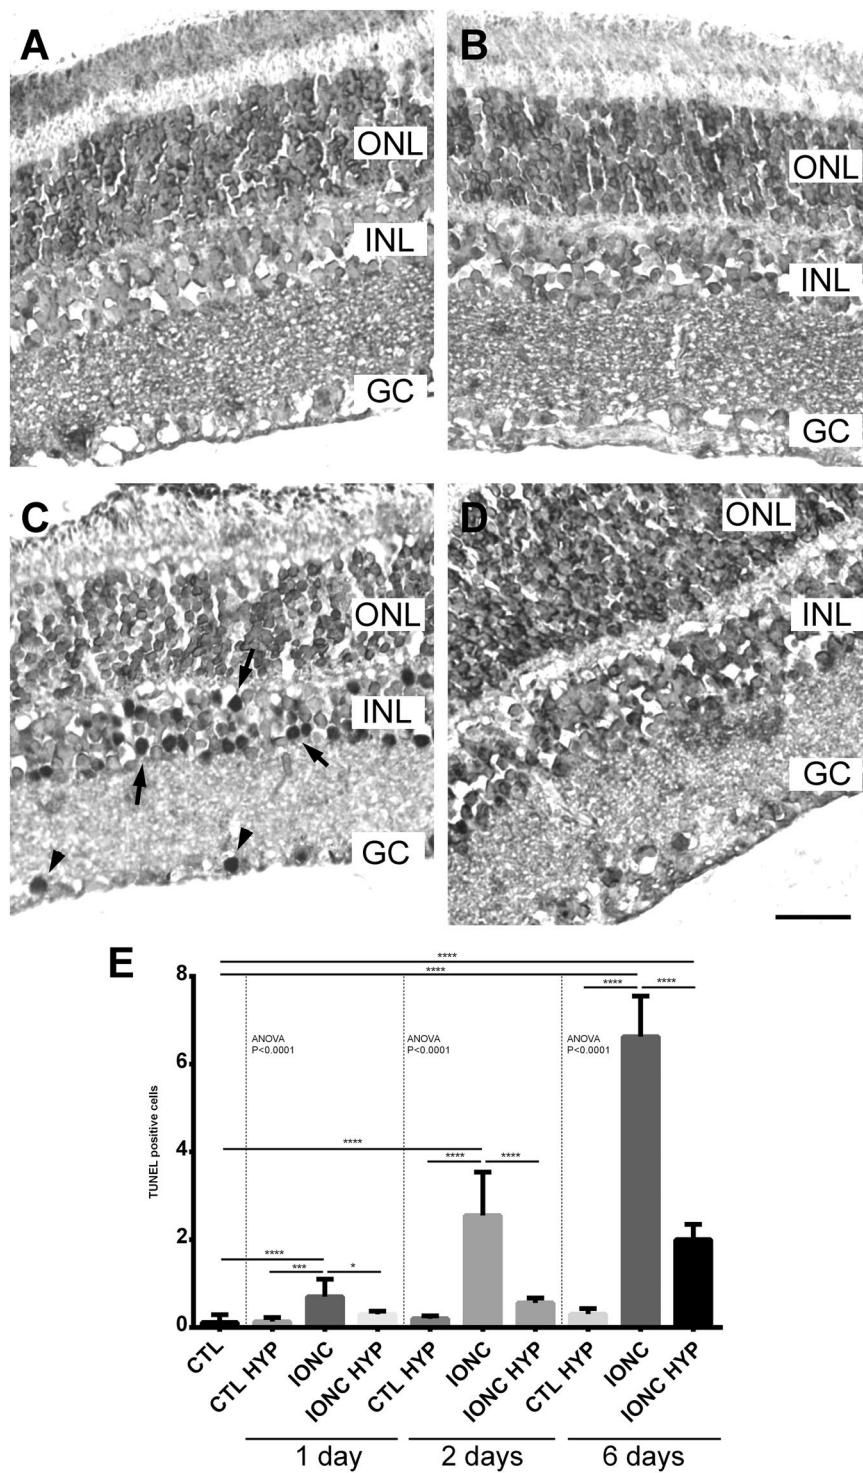 A
ONL
INL
GC
B
ONL
INL
GC
C
ONL
INL
GC
D
ONL
INL
GC
E
TUNEL positive cells
8
6
4
2
0
****
****
**** ****
ANOVA
P<0.0001
ANOVA
P<0.0001
ANOVA
P<0.0001
****
**** ****
****
*** *
CTL
CTL HYP
IONC
IONC HYP
CTL HYP
IONC
IONC HYP
CTL HYP
IONC
IONC HYP
1 day
2 days
6 days